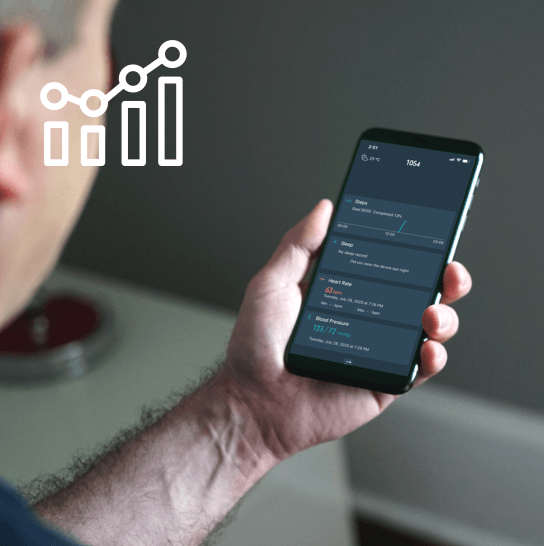 2:51
23 °C
1054
Steps
Goal 8000 Completed 13%
00:00
12:00
23:00
Sleep
No sleep record
Did you wear the device last night
Heart Rate
63 bpm
Tuesday, July 28, 2020 at 7:28 PM
Min - - bpm Max - - bpm
Blood Pressure
123 / 72 mmHg
Tuesday, July 28, 2020 at 7:28 PM